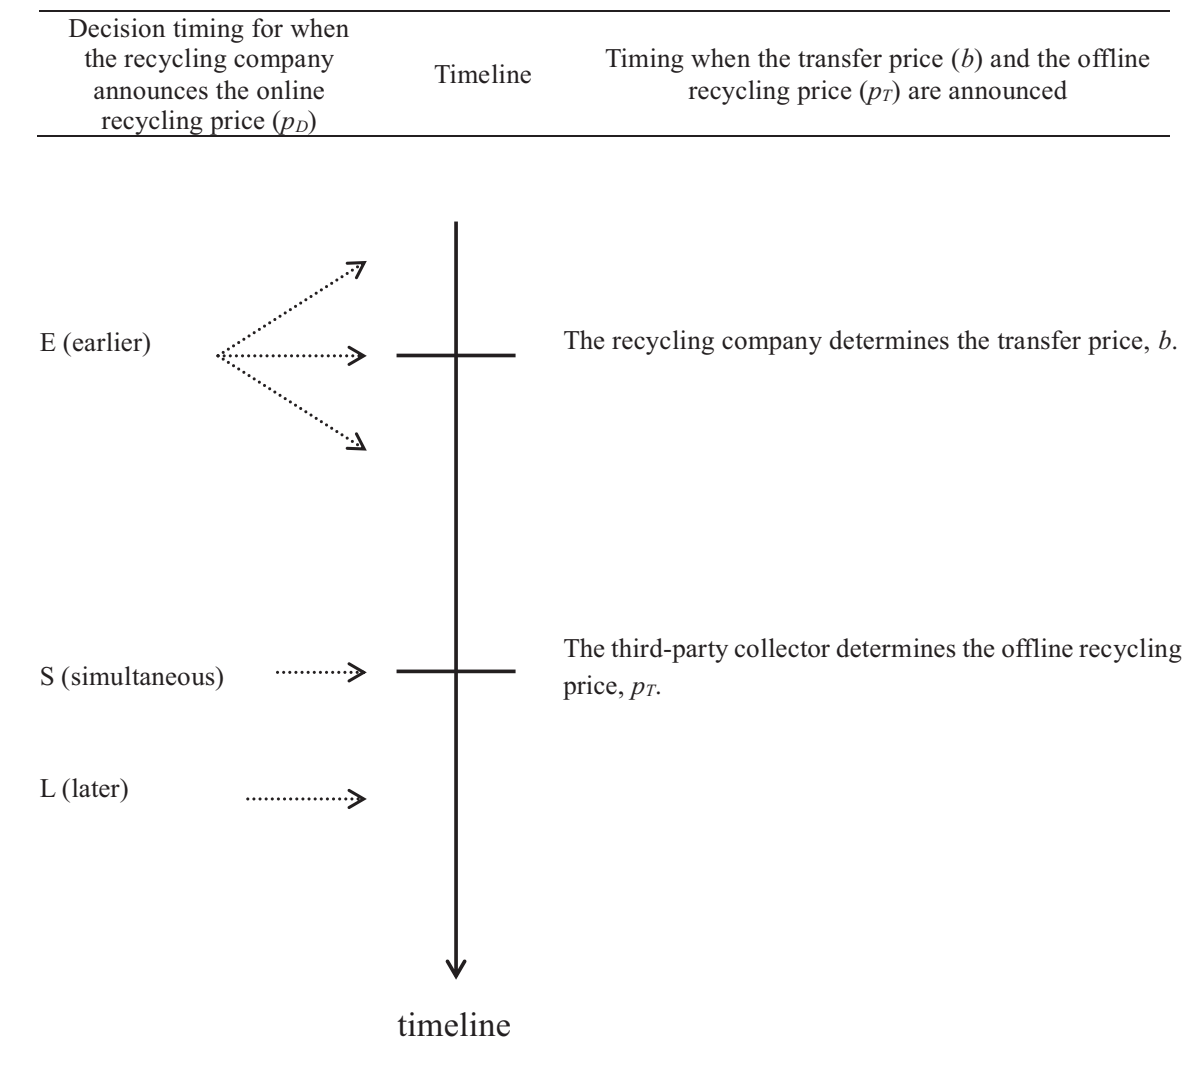 Decision timing for when
the recycling company
announces the online
recycling price (pD)
Timeline
Timing when the transfer price (b) and the offline
recycling price (pT) are announced
E (earlier)
The recycling company determines the transfer price, b.
S (simultaneous)
The third-party collector determines the offline recycling
price, pT.
L (later)
timeline